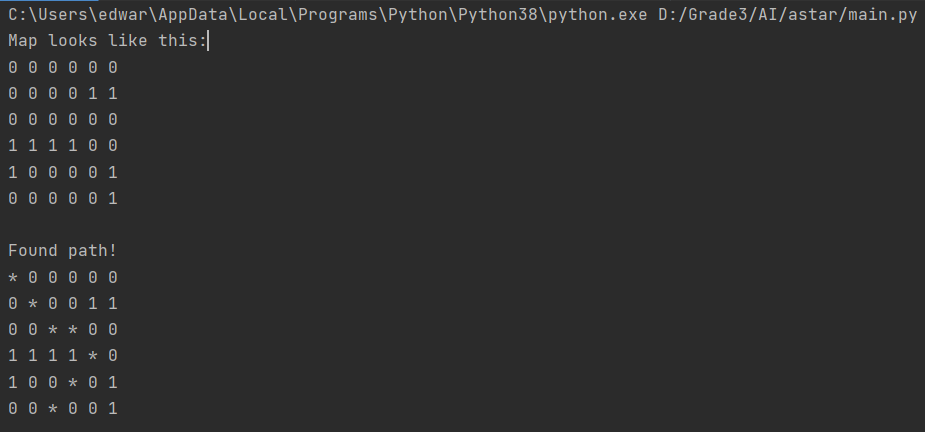 C:\Users\edwar\AppData\Local\Programs\Python\Python38\python.exe D:/Grade3/AI/astar/main.py
Map looks like this:
0 0 0 0 0 0
0 0 0 0 1 1
0 0 0 0 0 0
1 1 1 1 0 0
1 0 0 0 0 1
0 0 0 0 0 1

Found path!
* 0 0 0 0 0
0 * 0 0 1 1
0 0 * * 0 0
1 1 1 1 * 0
1 0 0 * 0 1
0 0 * 0 0 1